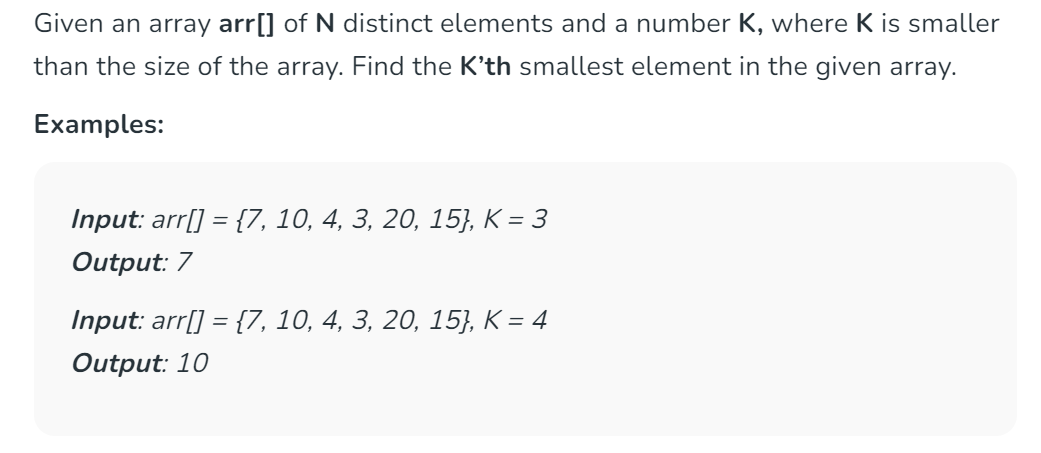 Given an array arr[] of N distinct elements and a number K, where K is smaller
than the size of the array. Find the K’th smallest element in the given array.
Examples:
Input: arr[] = {7, 10, 4, 3, 20, 15}, K = 3
Output: 7
Input: arr[] = {7, 10, 4, 3, 20, 15}, K = 4
Output: 10